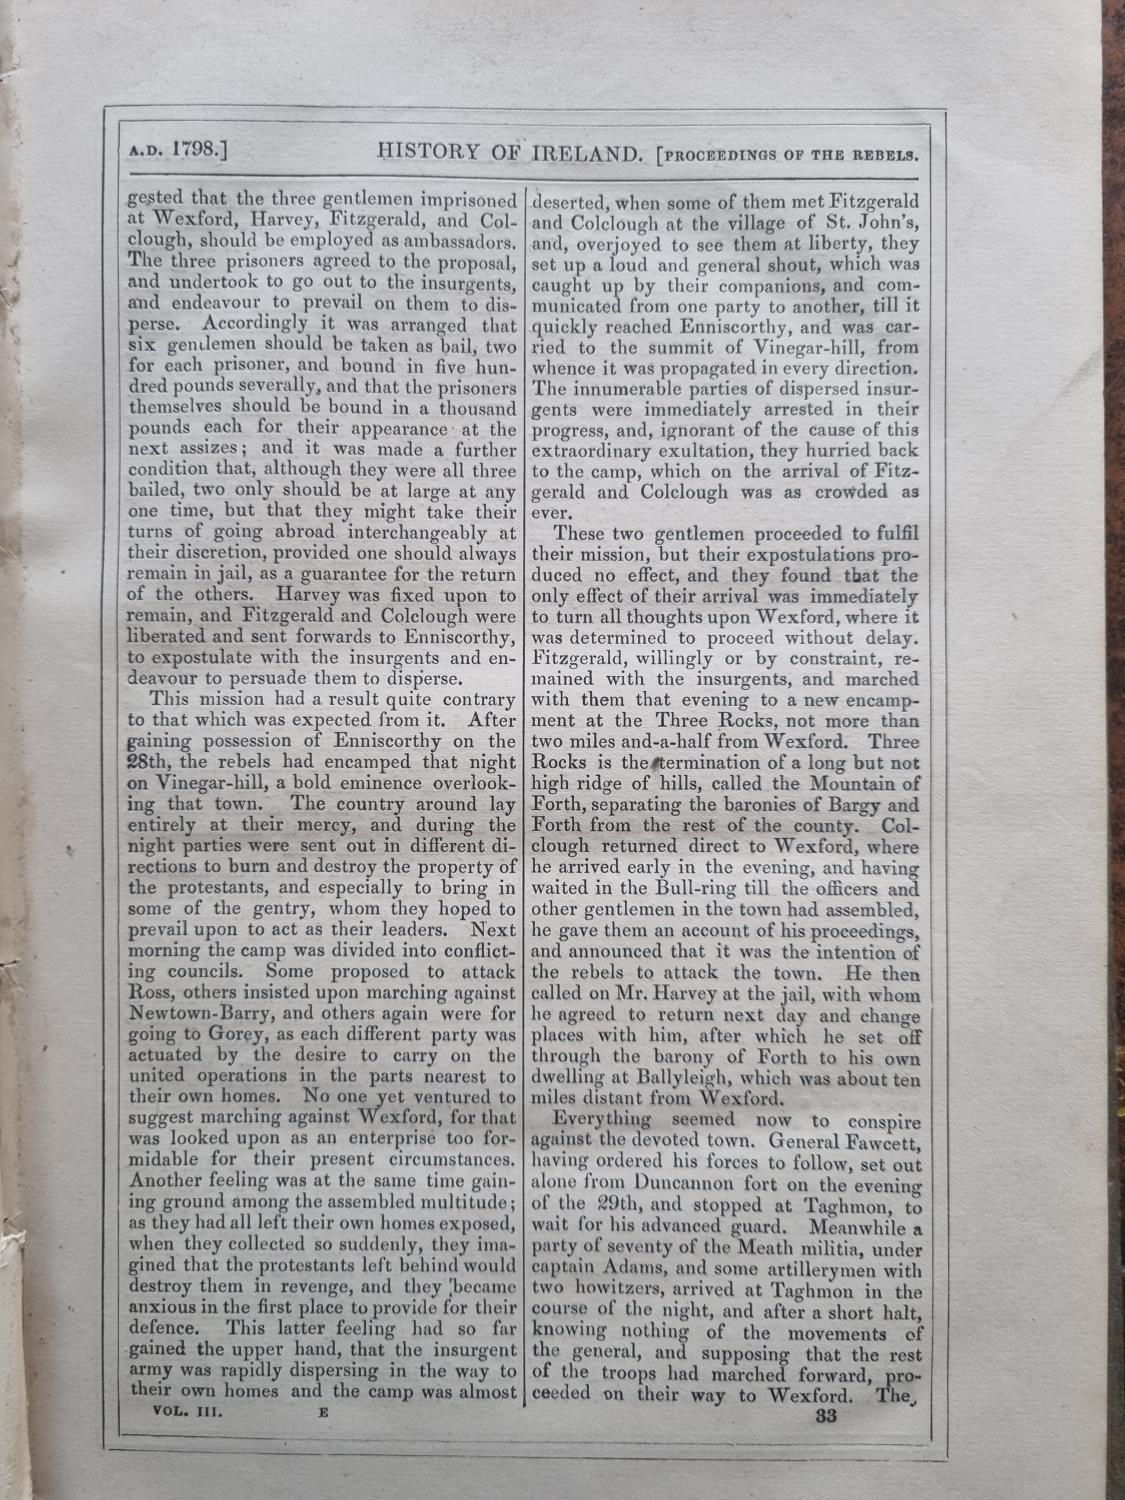 A.D. 1798.] HISTORY OF IRELAND. [PROCEEDINGS OF THE REBELS.
gested that the three gentlemen imprisoned
at Wexford, Harvey, Fitzgerald, and Col-
clough, should be employed as ambassadors.
The three prisoners agreed to the proposal,
and undertook to go out to the insurgents,
and endeavour to prevail on them to dis-
perse. Accordingly it was arranged that
six gentlemen should be taken as bail, two
for each prisoner, and bound in five hun-
dred pounds severally, and that the prisoners
themselves should be bound in a thousand
pounds each for their appearance at the
next assizes; and it was made a further
condition that, although they were all three
bailed, two only should be at large at any
one time, but that they might take their
turns of going abroad interchangeably at
their discretion, provided one should always
remain in jail, as a guarantee for the return
of the others. Harvey was fixed upon to
remain, and Fitzgerald and Colclough were
liberated and sent forwards to Enniscorthy,
to expostulate with the insurgents and en-
deavour to persuade them to disperse.
This mission had a result quite contrary
to that which was expected from it. After
gaining possession of Enniscorthy on the
28th, the rebels had encamped that night
on Vinegar-hill, a bold eminence overlook-
ing that town. The country around lay
entirely at their mercy, and during the
night parties were sent out in different di-
rections to burn and destroy the property of
the protestants, and especially to bring in
some of the gentry, whom they hoped to
prevail upon to act as their leaders. Next
morning the camp was divided into conflict-
ing councils. Some proposed to attack
Ross, others insisted upon marching against
Newtown-Barry, and others again were for
going to Gorey, as each different party was
actuated by the desire to carry on the
united operations in the parts nearest to
their own homes. No one yet ventured to
suggest marching against Wexford, for that
was looked upon as an enterprise too for-
midable for their present circumstances.
Another feeling was at the same time gain-
ing ground among the assembled multitude;
as they had all left their own homes exposed,
when they collected so suddenly, they ima-
gined that the protestants left behind would
destroy them in revenge, and they became
anxious in the first place to provide for their
defence. This latter feeling had so far
gained the upper hand, that the insurgent
army was rapidly dispersing in the way to
their own homes and the camp was almost
VOL. III. E
deserted, when some of them met Fitzgerald
and Colclough at the village of St. John's,
and, overjoyed to see them at liberty, they
set up a loud and general shout, which was
caught up by their companions, and com-
municated from one party to another, till it
quickly reached Enniscorthy, and was car-
ried to the summit of Vinegar-hill, from
whence it was propagated in every direction.
The innumerable parties of dispersed insur-
gents were immediately arrested in their
progress, and, ignorant of the cause of this
extraordinary exultation, they hurried back
to the camp, which on the arrival of Fitz-
gerald and Colclough was as crowded as
ever.
These two gentlemen proceeded to fulfil
their mission, but their expostulations pro-
duced no effect, and they found that the
only effect of their arrival was immediately
to turn all thoughts upon Wexford, where it
was determined to proceed without delay.
Fitzgerald, willingly or by constraint, re-
mained with the insurgents, and marched
with them that evening to a new encamp-
ment at the Three Rocks, not more than
two miles and-a-half from Wexford. Three
Rocks is the termination of a long but not
high ridge of hills, called the Mountain of
Forth, separating the baronies of Bargy and
Forth from the rest of the county. Col-
clough returned direct to Wexford, where
he arrived early in the evening, and having
waited in the Bull-ring till the officers and
other gentlemen in the town had assembled,
he gave them an account of his proceedings,
and announced that it was the intention of
the rebels to attack the town. He then
called on Mr. Harvey at the jail, with whom
he agreed to return next day and change
places with him, after which he set off
through the barony of Forth to his own
dwelling at Ballyleigh, which was about ten
miles distant from Wexford.
Everything seemed now to conspire
against the devoted town. General Fawcett,
having ordered his forces to follow, set out
alone from Duncannon fort on the evening
of the 29th, and stopped at Taghmon, to
wait for his advanced guard. Meanwhile a
party of seventy of the Meath militia, under
captain Adams, and some artillerymen with
two howitzers, arrived at Taghmon in the
course of the night, and after a short halt,
knowing nothing of the movements of
the general, and supposing that the rest
of the troops had marched forward, pro-
ceeded on their way to Wexford. The
33